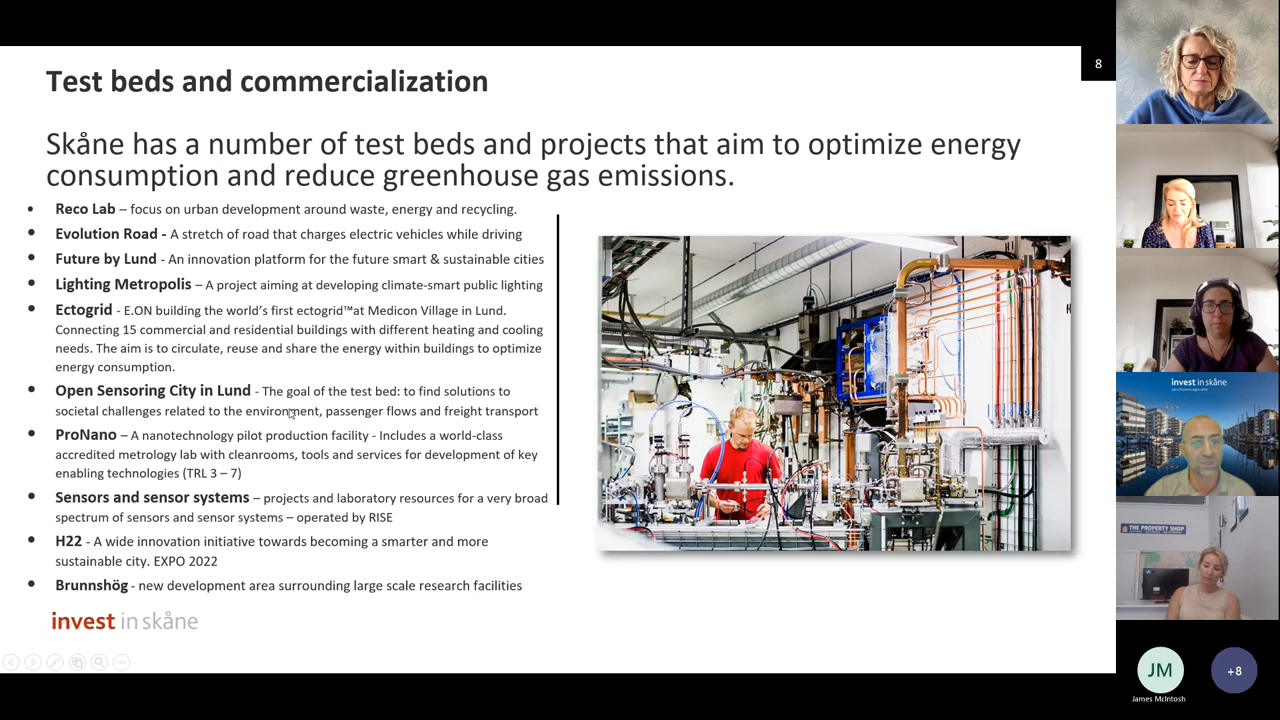 Test beds and commercialization
8
Skåne has a number of test beds and projects that aim to optimize energy
consumption and reduce greenhouse gas emissions.
• Reco Lab – focus on urban development around waste, energy and recycling.
• Evolution Road - A stretch of road that charges electric vehicles while driving
• Future by Lund - An innovation platform for the future smart & sustainable cities
• Lighting Metropolis – A project aiming at developing climate-smart public lighting
• Ectogrid - E.ON building the world’s first ectogrid™at Medicon Village in Lund.
Connecting 15 commercial and residential buildings with different heating and cooling
needs. The aim is to circulate, reuse and share the energy within buildings to optimize
energy consumption.
• Open Sensoring City in Lund - The goal of the test bed: to find solutions to
societal challenges related to the environment, passenger flows and freight transport
• ProNano – A nanotechnology pilot production facility - Includes a world-class
accredited metrology lab with cleanrooms, tools and services for development of key
enabling technologies (TRL 3 – 7)
• Sensors and sensor systems – projects and laboratory resources for a very broad
spectrum of sensors and sensor systems – operated by RISE
• H22 - A wide innovation initiative towards becoming a smarter and more
sustainable city. EXPO 2022
• Brunnshög - new development area surrounding large scale research facilities
invest in skåne
invest in skåne
THE PROPERTY SHOP
JM
+8
James McIntosh